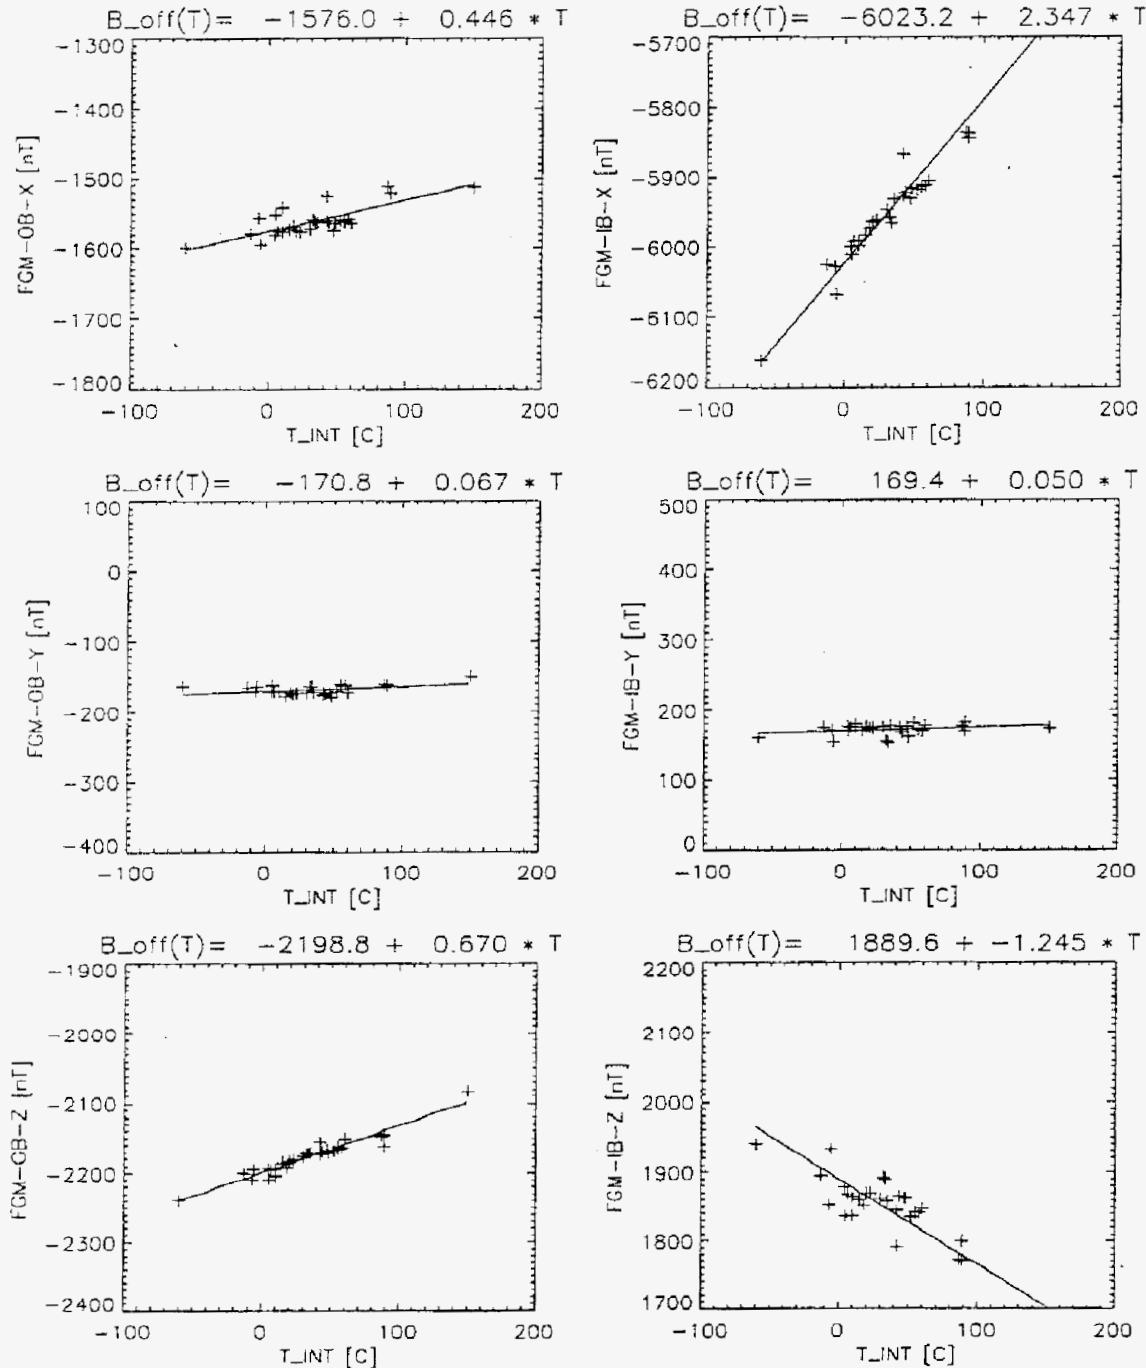 B_off(T)= -1576.0 + 0.446 * T
-1300
-1400
-1500
-1600
-1700
-1800
FGM-OB-X [nT]
-100 0 100 200
T_INT [C]
B_off(T)= -6023.2 + 2.347 * T
-5700
-5800
-5900
-6000
-6100
-6200
FGM-IB-X [nT]
-100 0 100 200
T_INT [C]
B_off(T)= -170.8 + 0.067 * T
100
0
-100
-200
-300
-400
FGM-OB-Y [nT]
-100 0 100 200
T_INT [C]
B_off(T)= 169.4 + 0.050 * T
500
400
300
200
100
0
FGM-IB-Y [nT]
-100 0 100 200
T_INT [C]
B_off(T)= -2198.8 + 0.670 * T
-1900
-2000
-2100
-2200
-2300
-2400
FGM-OB-Z [nT]
-100 0 100 200
T_INT [C]
B_off(T)= 1889.6 + -1.245 * T
2200
2100
2000
1900
1800
1700
FGM-IB-Z [nT]
-100 0 100 200
T_INT [C]